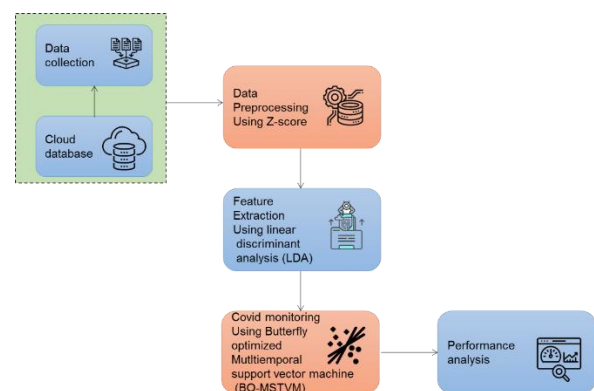 Data
collection
Cloud
database
Data
Preprocessing
Using Z-score
Feature
Extraction
Using linear
discriminant
analysis (LDA)
Covid monitoring
Using Butterfly
optimized
Mutltiemporal
support vector machine
(BO-MSTVM)
Performance
analysis